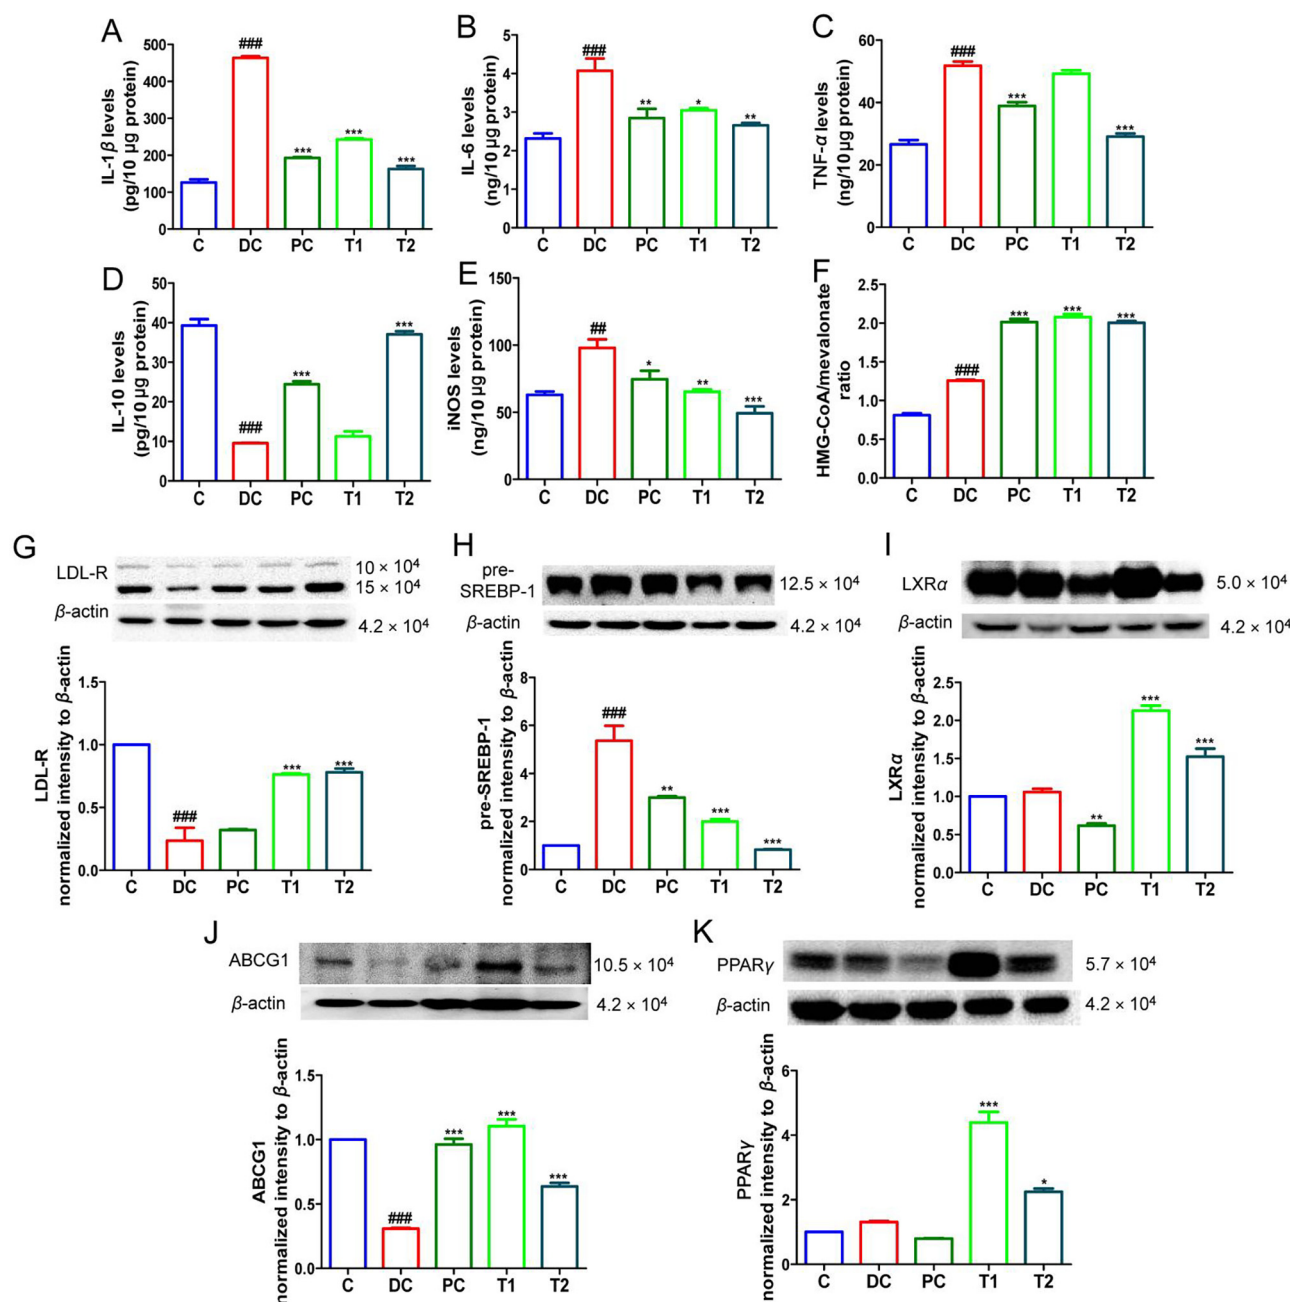 A
IL-1β levels
(pg/10 µg protein)
500
400
300
200
100
0
###
***
***
***
C DC PC T1 T2
B
IL-6 levels
(ng/10 µg protein)
5
4
3
2
1
0
###
**
*
**
C DC PC T1 T2
C
TNF-α levels
(ng/10 µg protein)
60
40
20
0
###
***
***
C DC PC T1 T2
D
IL-10 levels
(pg/10 µg protein)
50
40
30
20
10
0
###
***
***
C DC PC T1 T2
E
iNOS levels
(ng/10 µg protein)
150
100
50
0
##
*
**
***
C DC PC T1 T2
F
HMG-CoA/mevalonate
ratio
2.5
2.0
1.5
1.0
0.5
0.0
###
***
***
***
C DC PC T1 T2
G
LDL-R
10 × 10⁴
15 × 10⁴
β-actin
4.2 × 10⁴
LDL-R
normalized intensity to β-actin
1.5
1.0
0.5
0.0
###
***
***
C DC PC T1 T2
H
pre-
SREBP-1
12.5 × 10⁴
β-actin
4.2 × 10⁴
pre-SREBP-1
normalized intensity to β-actin
8
6
4
2
0
###
**
***
***
C DC PC T1 T2
I
LXRα
5.0 × 10⁴
β-actin
4.2 × 10⁴
LXRα
normalized intensity to β-actin
2.5
2.0
1.5
1.0
0.5
0.0
**
***
***
C DC PC T1 T2
J
ABCG1
10.5 × 10⁴
β-actin
4.2 × 10⁴
ABCG1
normalized intensity to β-actin
1.5
1.0
0.5
0.0
###
***
***
***
C DC PC T1 T2
K
PPARγ
5.7 × 10⁴
β-actin
4.2 × 10⁴
PPARγ
normalized intensity to β-actin
6
4
2
0
***
*
C DC PC T1 T2